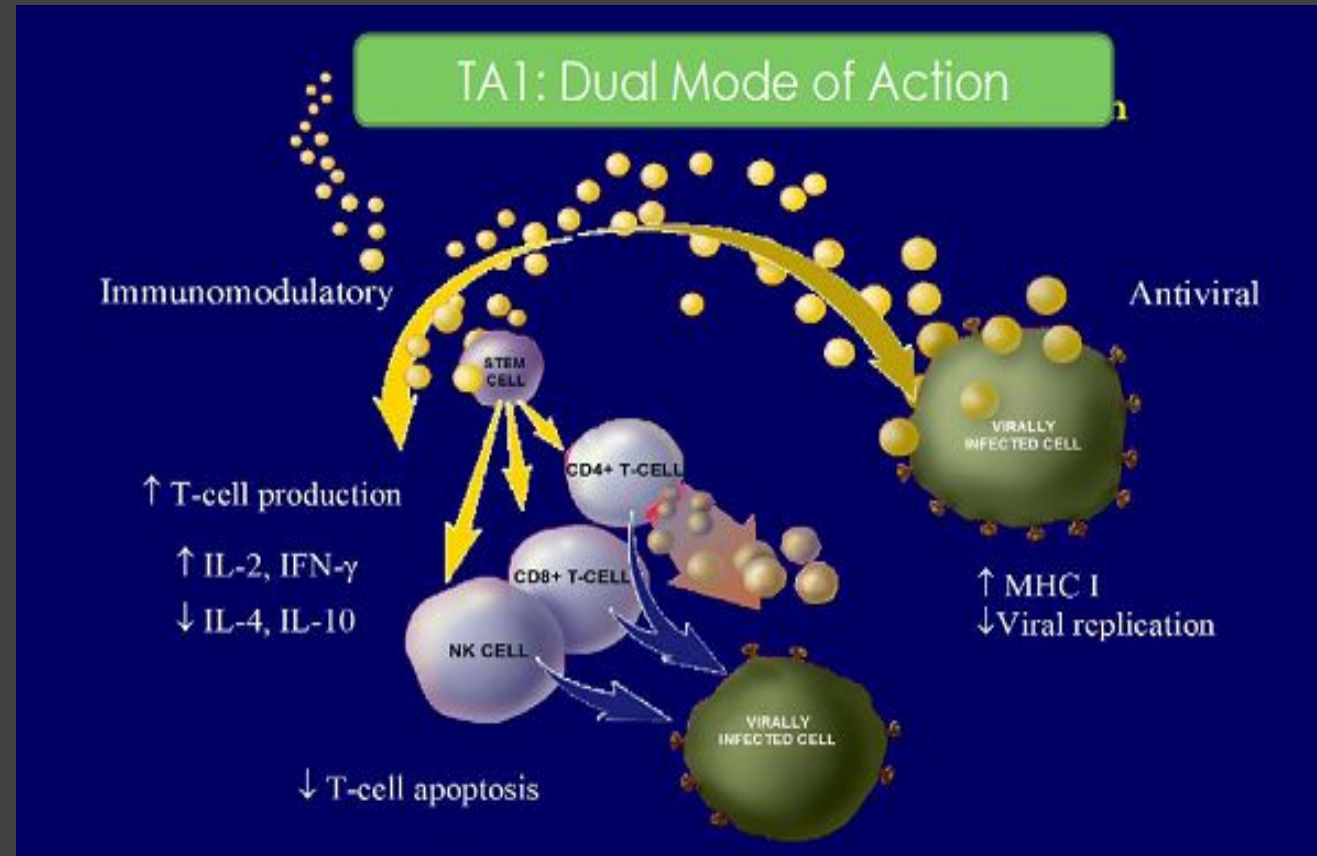 TA1: Dual Mode of Action
n
Immunomodulatory
Antiviral
STEM
CELL
CD4+ T-CELL
VIRALLY
INFECTED CELL
↑ T-cell production
↑ IL-2, IFN-γ
↓ IL-4, IL-10
CD8+ T-CELL
NK CELL
↑ MHC I
↓Viral replication
VIRALLY
INFECTED CELL
↓ T-cell apoptosis